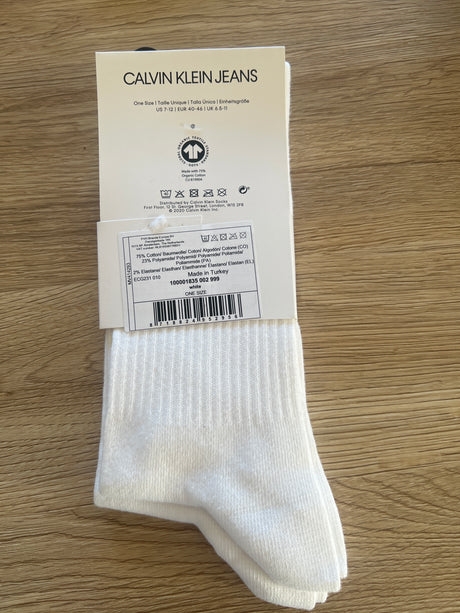 CALVIN KLEIN JEANS
One Size | Taille Unique | Talla Única | Einheitsgröße
US 7-12 | EUR 40-46 | UK 6.5-11
Made with 70%
Organic Cotton
Distributed by Calvin Klein Socks
First Floor, 12 St. George Street, London, W1S 2FB
© 2020 Calvin Klein Inc.
75% Cotton/ Baumwolle/ Coton/ Algodón/ Cotone (CO)
23% Polyamide/ Polyamid/ Polyamide/ Poliamida/
Poliammide (PA)
2% Elastane/ Elasthan/ Elasthanne/ Elastano/ Elastan (EL)
ECG231 010
Made in Turkey
100001835 002 999
white
ONE SIZE